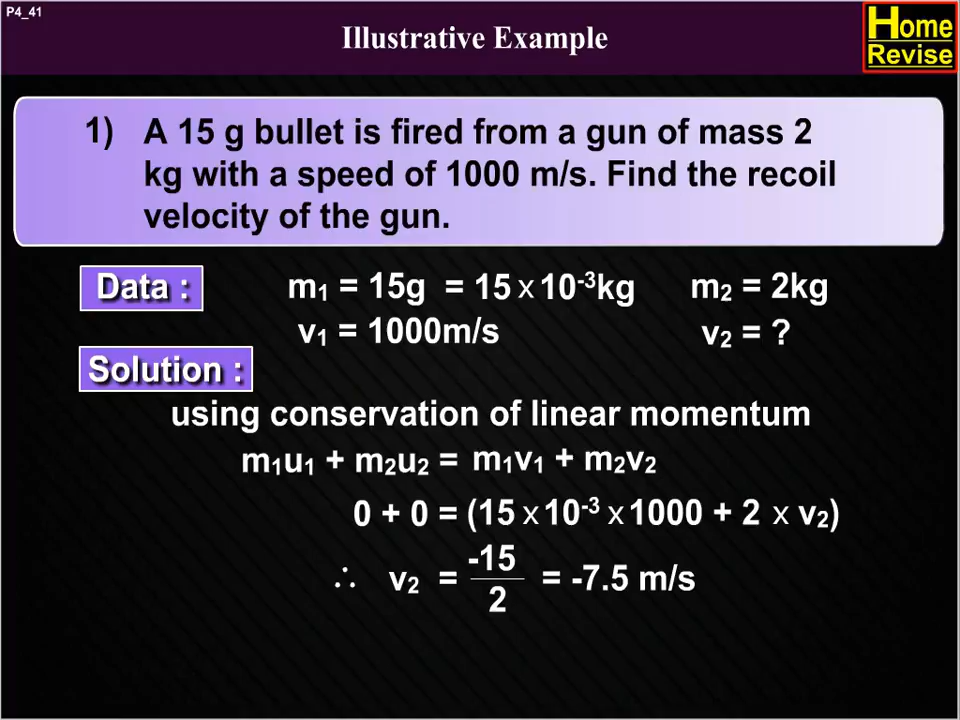 P4_41
Illustrative Example
Home
Revise
1) A 15 g bullet is fired from a gun of mass 2
kg with a speed of 1000 m/s. Find the recoil
velocity of the gun.
Data : m₁ = 15g = 15 x 10⁻³kg m₂ = 2kg
v₁ = 1000m/s v₂ = ?
Solution :
using conservation of linear momentum
m₁u₁ + m₂u₂ = m₁v₁ + m₂v₂
0 + 0 = (15 x 10⁻³ x 1000 + 2 x v₂)
∴ v₂ = -15/2 = -7.5 m/s